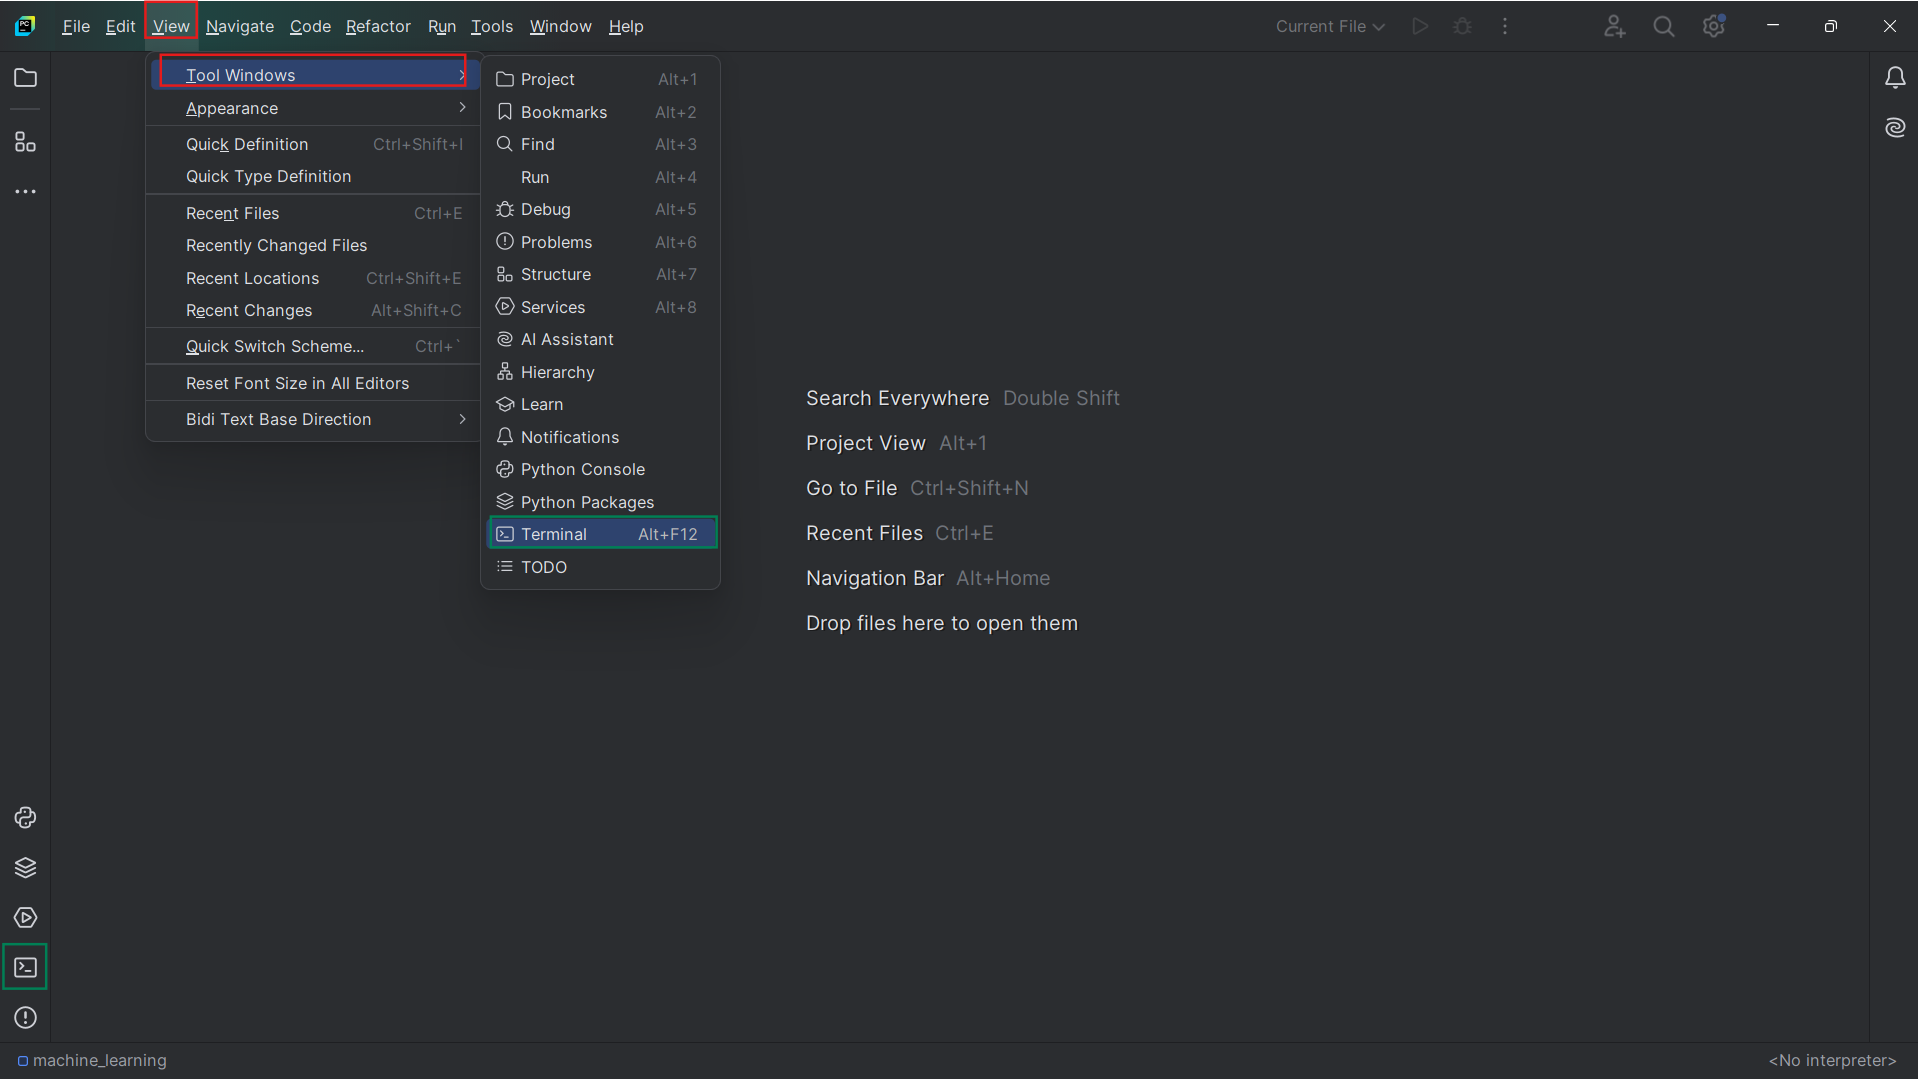 PC
File Edit View Navigate Code Refactor Run Tools Window Help
Current File
Tool Windows
Appearance
Quick Definition Ctrl+Shift+I
Quick Type Definition
Recent Files Ctrl+E
Recently Changed Files
Recent Locations Ctrl+Shift+E
Recent Changes Alt+Shift+C
Quick Switch Scheme... Ctrl+`
Reset Font Size in All Editors
Bidi Text Base Direction
Project Alt+1
Bookmarks Alt+2
Find Alt+3
Run Alt+4
Debug Alt+5
Problems Alt+6
Structure Alt+7
Services Alt+8
AI Assistant
Hierarchy
Learn
Notifications
Python Console
Python Packages
Terminal Alt+F12
TODO
Search Everywhere Double Shift
Project View Alt+1
Go to File Ctrl+Shift+N
Recent Files Ctrl+E
Navigation Bar Alt+Home
Drop files here to open them
machine_learning
<No interpreter>